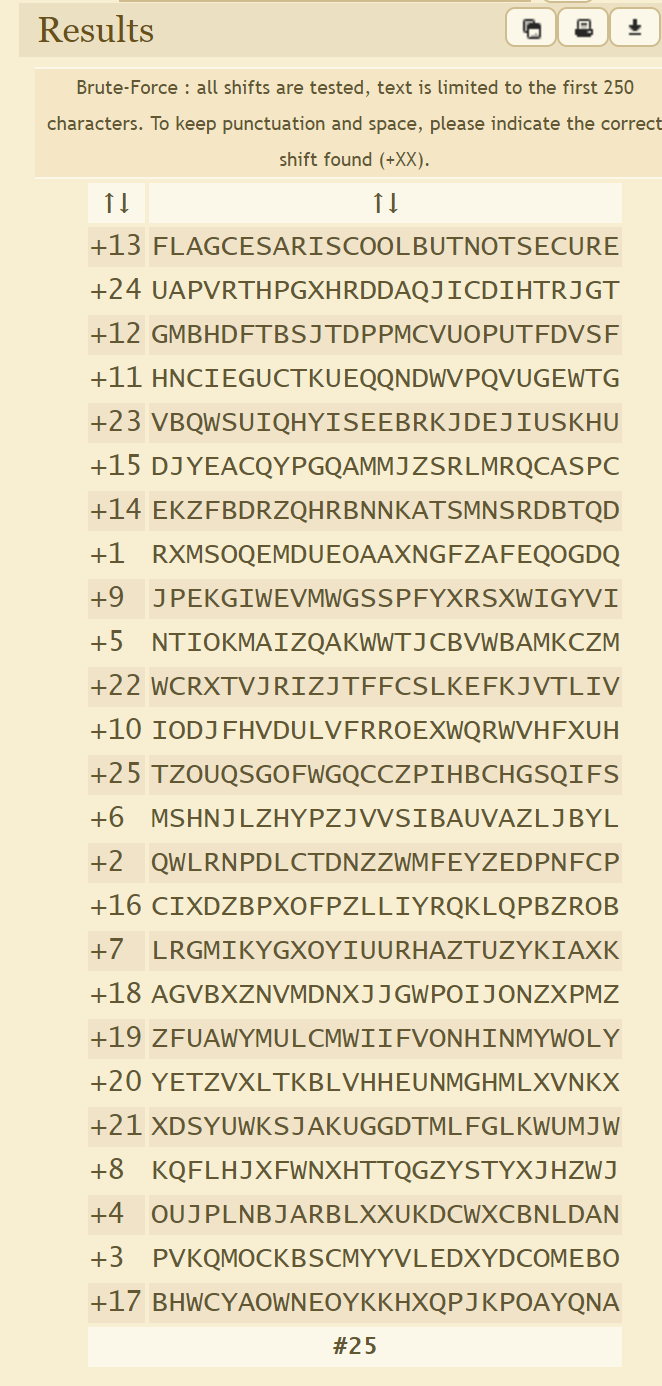 Results
Brute-Force : all shifts are tested, text is limited to the first 250
characters. To keep punctuation and space, please indicate the correct
shift found (+XX).
↑↓ ↑↓
+13 FLAGCESARISCOOLBUTNOTSECURE
+24 UAPVRTHPGXHRDDAQJICDIHTRJGT
+12 GMBHDFTBSJTDPPMCVUOPUTFDVSF
+11 HNCIEGUCTKUEQQNDWVPQVUGEWTG
+23 VBQWSUIQHYISEEBRKJDEJIUSKHU
+15 DJYEACQYPGQAMMJZSRLMRQCASPC
+14 EKZFBDRZQHRBNNKATSMNSRDBTQD
+1 RXMSOQEMDUEOAAXNGFZAFEQOGDQ
+9 JPEKGIWEVMWGSSPFYXRSXWIGYVI
+5 NTIOKMAIZQAKWWTJCBVWBAMKCZM
+22 WCRXTVJRIZJTFFCSLKEFKJVTLIV
+10 IODJFHVDULVFRROEXWQRWVHFXUH
+25 TZOUQSGOFWGQCCZPIHBCHGSQIFS
+6 MSHNJLZHYPZJVVSIBAUVAZLJBYL
+2 QWLRNPDLCTDNZZWMFEYZEDPNFCP
+16 CIXDZBPXOFPZLLIYRQKLQPBZROB
+7 LRGMIKYGXOYIUURHAZTUZYKIAXK
+18 AGVBXZNVMDNXJJGWPOIJONZXPMZ
+19 ZFUAWYMULCMWIIFVONHINMYWOLY
+20 YETZVXLTKBLVHHEUNMGHMLXVNKX
+21 XDSYUWKSJAKUGGDTMLFGLKWUMJW
+8 KQFLHJXFWNXHTTQGZYSTYXJHZWJ
+4 OUJPLNBJARBLXXUKDCWXCBNLDAN
+3 PVKQMOCKBSCMYYVLEDXYDCOMEBO
+17 BHWCYAOWNEOYKKHXQPJKPOAYQNA
#25